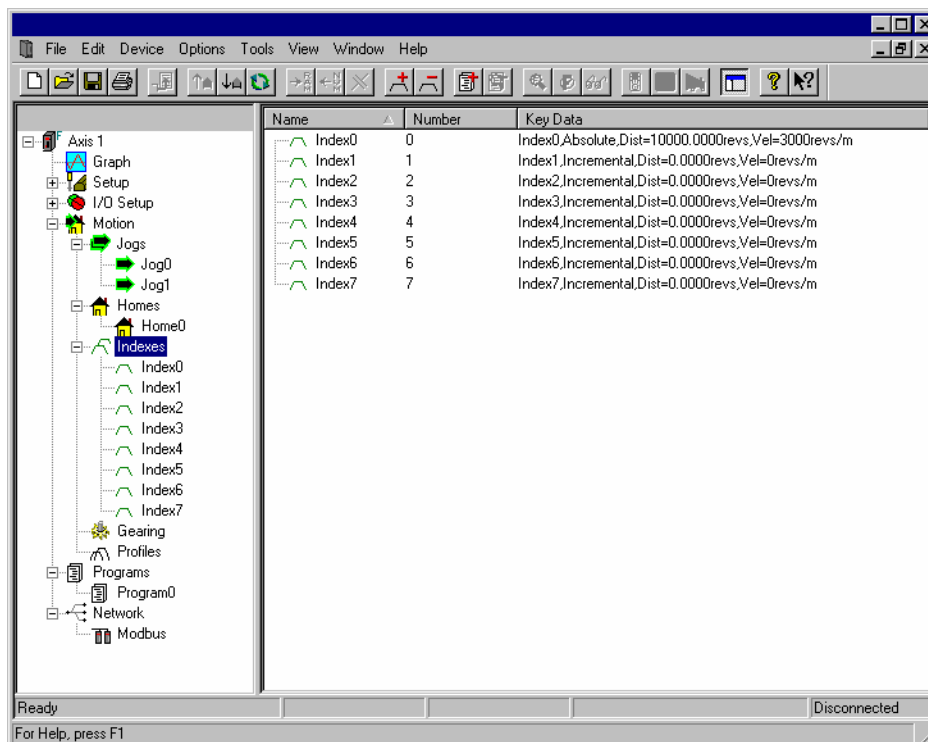 File Edit Device Options Tools View Window Help
Name Number Key Data
Axis 1
Graph
Setup
I/O Setup
Motion
Jogs
Jog0
Jog1
Homes
Home0
Indexes
Index0
Index1
Index2
Index3
Index4
Index5
Index6
Index7
Gearing
Profiles
Programs
Program0
Network
Modbus
Index0 0 Index0,Absolute,Dist=10000.0000revs,Vel=3000revs/m
Index1 1 Index1,Incremental,Dist=0.0000revs,Vel=0revs/m
Index2 2 Index2,Incremental,Dist=0.0000revs,Vel=0revs/m
Index3 3 Index3,Incremental,Dist=0.0000revs,Vel=0revs/m
Index4 4 Index4,Incremental,Dist=0.0000revs,Vel=0revs/m
Index5 5 Index5,Incremental,Dist=0.0000revs,Vel=0revs/m
Index6 6 Index6,Incremental,Dist=0.0000revs,Vel=0revs/m
Index7 7 Index7,Incremental,Dist=0.0000revs,Vel=0revs/m
Ready Disconnected
For Help, press F1